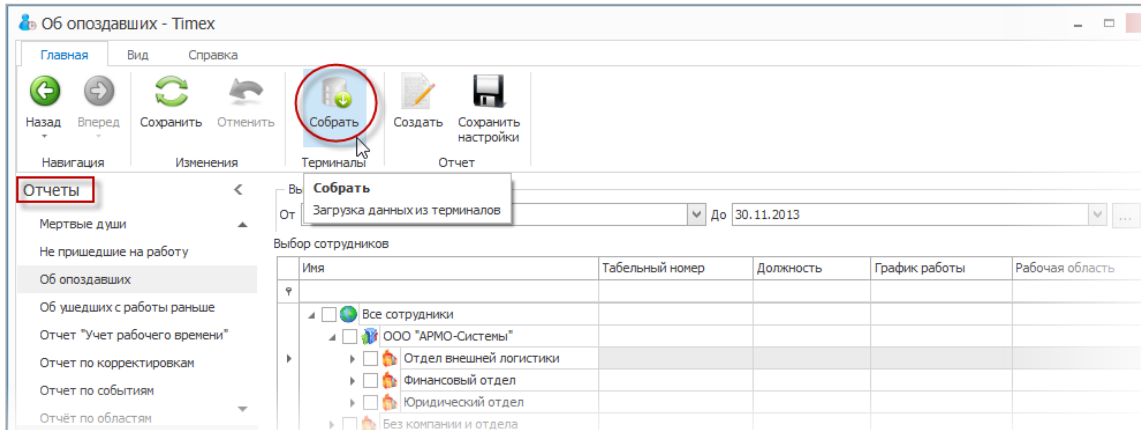 Об опоздавших - Timex
Главная Вид Справка
Назад Вперед Сохранить Отменить Собрать Создать Сохранить настройки
Навигация Изменения Терминалы Отчет
Отчеты
Мертвые души
Не пришедшие на работу
Об опоздавших
Об ушедших с работы раньше
Отчет "Учет рабочего времени"
Отчет по корректировкам
Отчет по событиям
Отчёт по областям
Собрать
Загрузка данных из терминалов
Вы
От До 30.11.2013 ...
Выбор сотрудников
Имя Табельный номер Должность График работы Рабочая область
Все сотрудники
ООО "АРМО-Системы"
Отдел внешней логистики
Финансовый отдел
Юридический отдел
Без компании и отдела